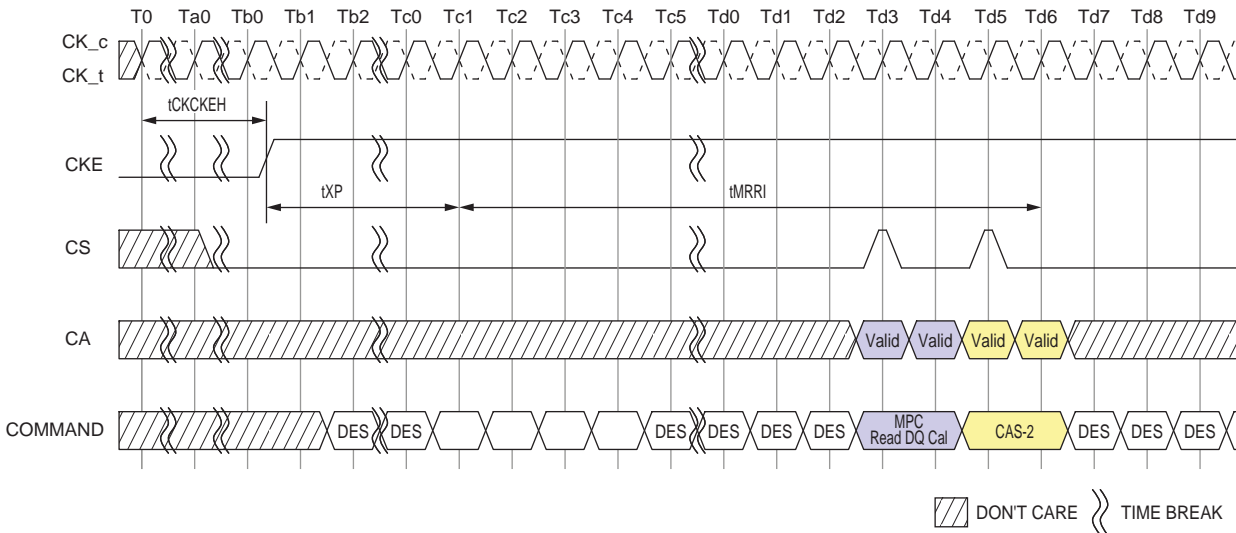 T0 Ta0 Tb0 Tb1 Tb2 Tc0 Tc1 Tc2 Tc3 Tc4 Tc5 Td0 Td1 Td2 Td3 Td4 Td5 Td6 Td7 Td8 Td9
CK_c
CK_t
tCKCKEH
CKE
tXP tMRRI
CS
CA Valid Valid Valid Valid
COMMAND DES DES DES DES DES DES MPC Read DQ Cal CAS-2 DES DES DES
DON'T CARE TIME BREAK